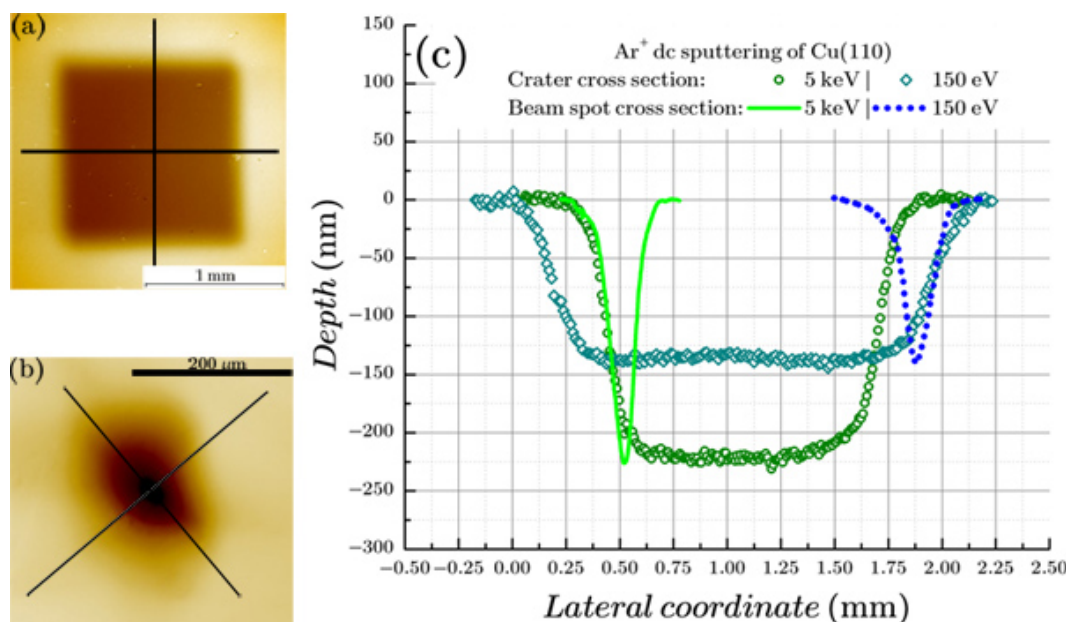 (a)
1 mm
(b)
200 μm
(c)
Ar⁺ dc sputtering of Cu(110)
Crater cross section: 5 keV | 150 eV
Beam spot cross section: 5 keV | 150 eV
Depth (nm)
150
100
50
0
−50
−100
−150
−200
−250
−300
−0.50 −0.25 0.00 0.25 0.50 0.75 1.00 1.25 1.50 1.75 2.00 2.25 2.50
Lateral coordinate (mm)